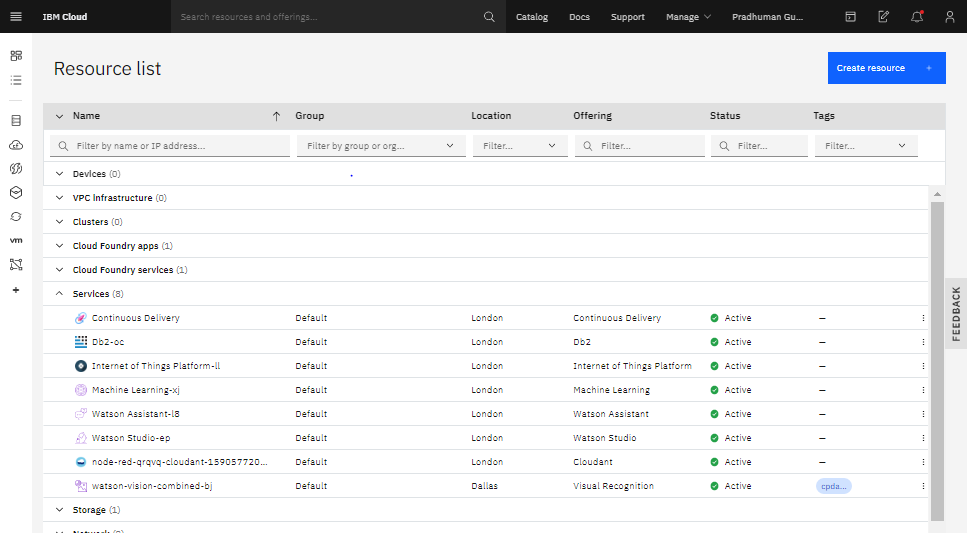 IBM Cloud Search resources and offerings... Catalog Docs Support Manage Pradhuman Gu...
Resource list
Create resource +
Name Group Location Offering Status Tags
Filter by name or IP address... Filter by group or org... Filter... Filter... Filter... Filter...
Devices (0)
VPC infrastructure (0)
Clusters (0)
Cloud Foundry apps (1)
Cloud Foundry services (1)
Services (8)
Continuous Delivery Default London Continuous Delivery Active —
Db2-oc Default London Db2 Active —
Internet of Things Platform-ll Default London Internet of Things Platform Active —
Machine Learning-xj Default London Machine Learning Active —
Watson Assistant-l8 Default London Watson Assistant Active —
Watson Studio-ep Default London Watson Studio Active —
node-red-qrqvq-cloudant-159057720... Default London Cloudant Active —
watson-vision-combined-bj Default Dallas Visual Recognition Active cpda...
Storage (1)
vm
FEEDBACK